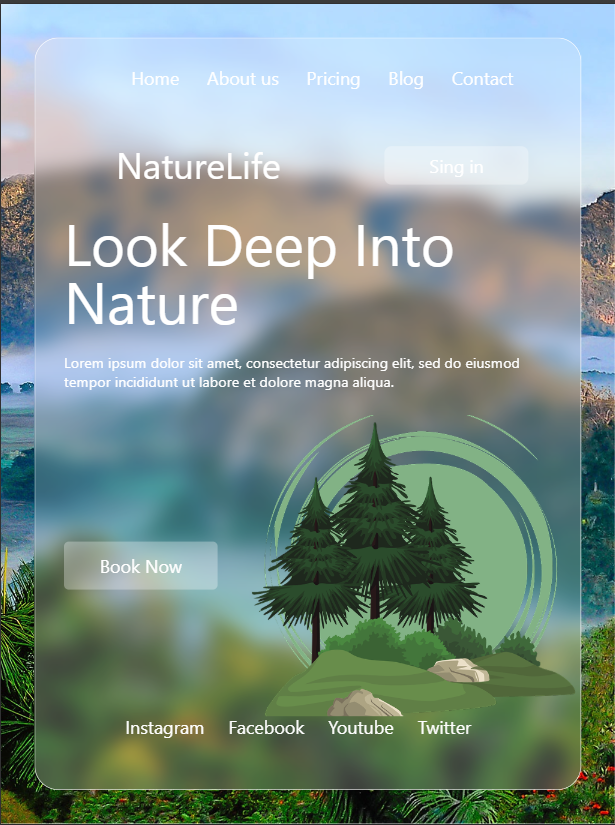 Home About us Pricing Blog Contact
NatureLife
Sing in
Look Deep Into
Nature
Lorem ipsum dolor sit amet, consectetur adipiscing elit, sed do eiusmod
tempor incididunt ut labore et dolore magna aliqua.
Book Now
Instagram Facebook Youtube Twitter